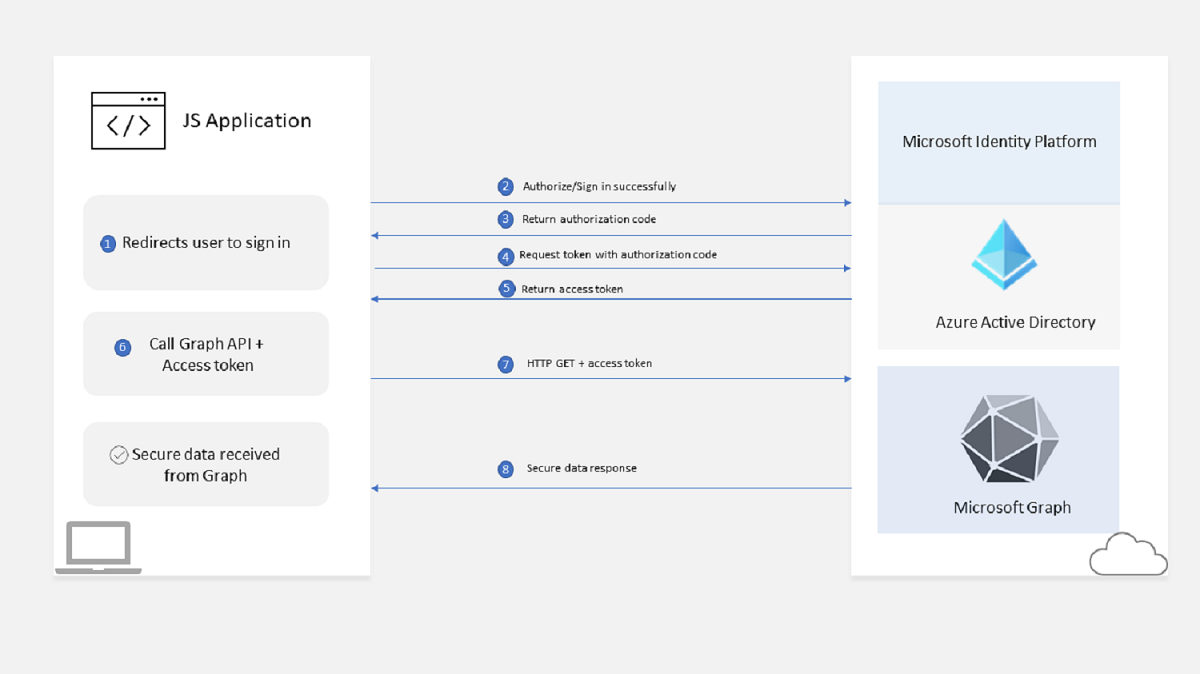 </>
JS Application
1 Redirects user to sign in
6 Call Graph API +
Access token
Secure data received
from Graph
2 Authorize/Sign in successfully
3 Return authorization code
4 Request token with authorization code
5 Return access token
7 HTTP GET + access token
8 Secure data response
Microsoft Identity Platform
Azure Active Directory
Microsoft Graph